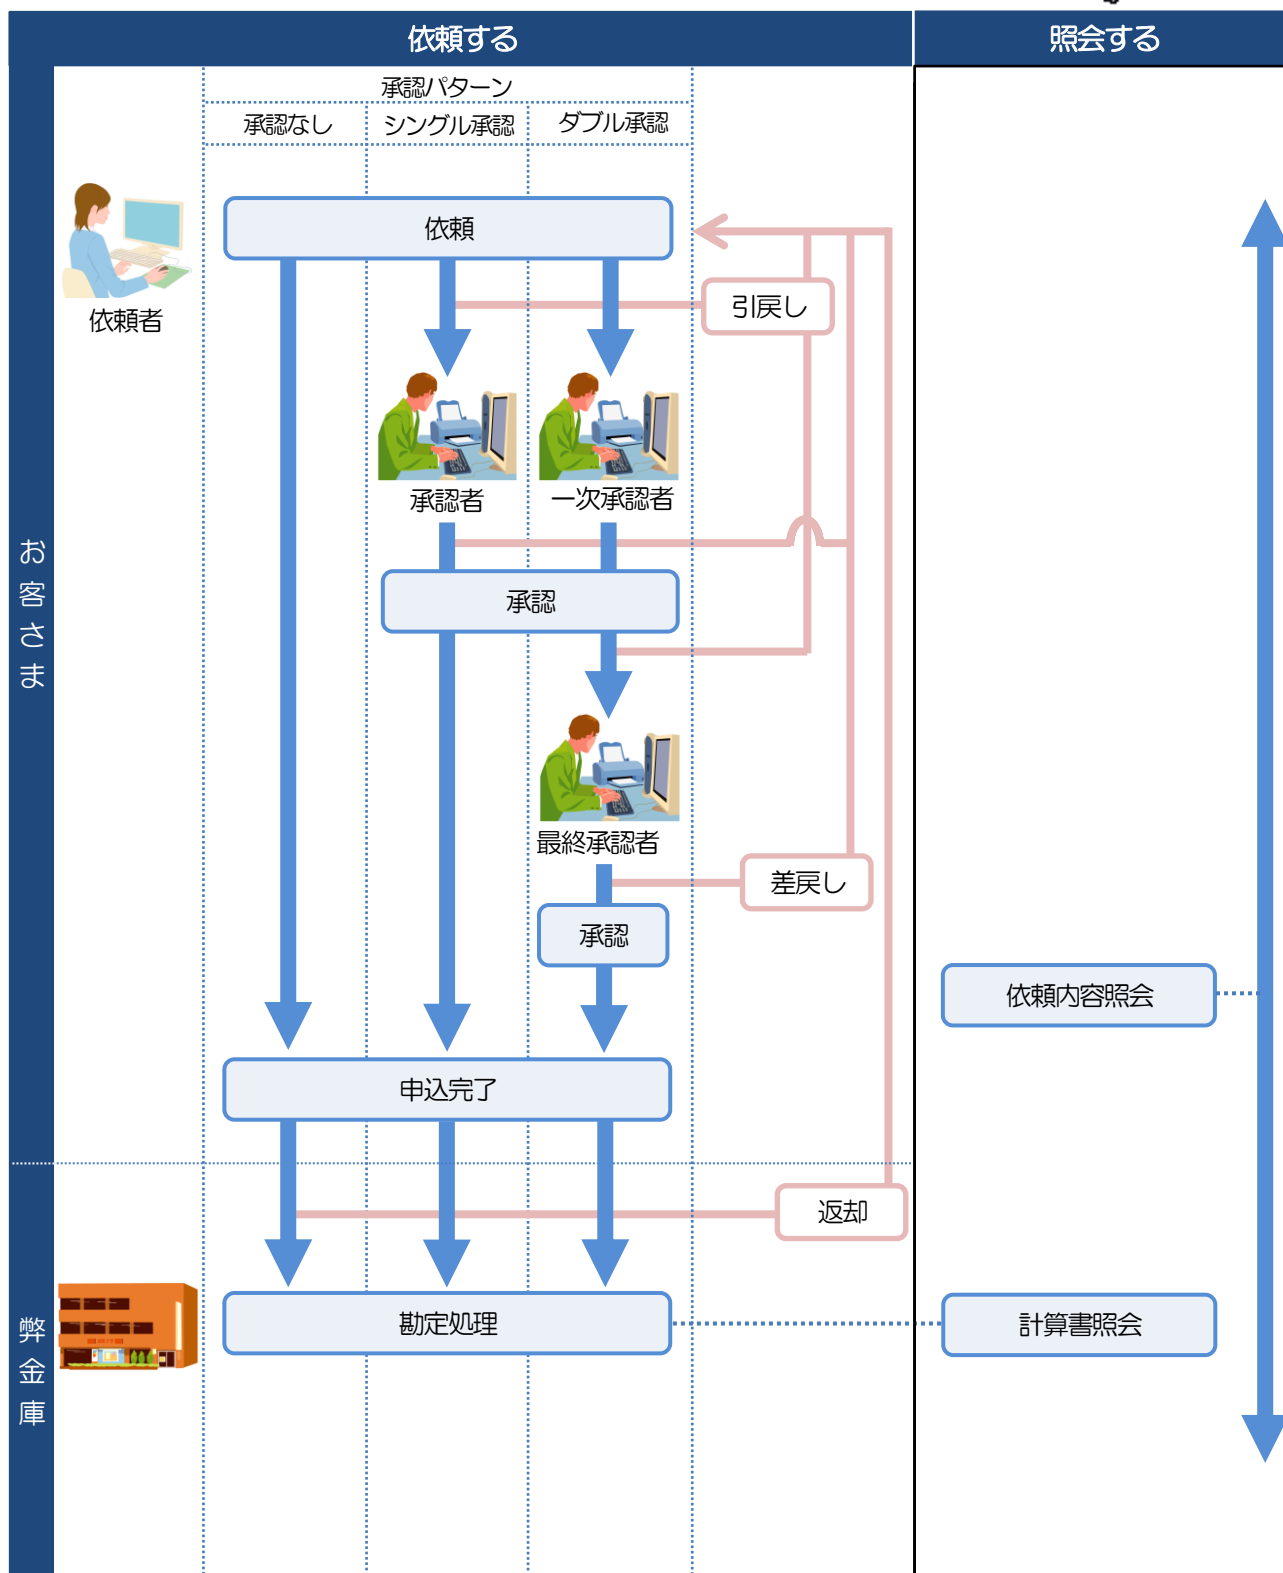 依頼する
照会する
承認パターン
承認なし
シングル承認
ダブル承認
依頼
引戻し
依頼者
承認者
一次承認者
お客さま
承認
最終承認者
差戻し
承認
依頼内容照会
申込完了
返却
弊金庫
勘定処理
計算書照会